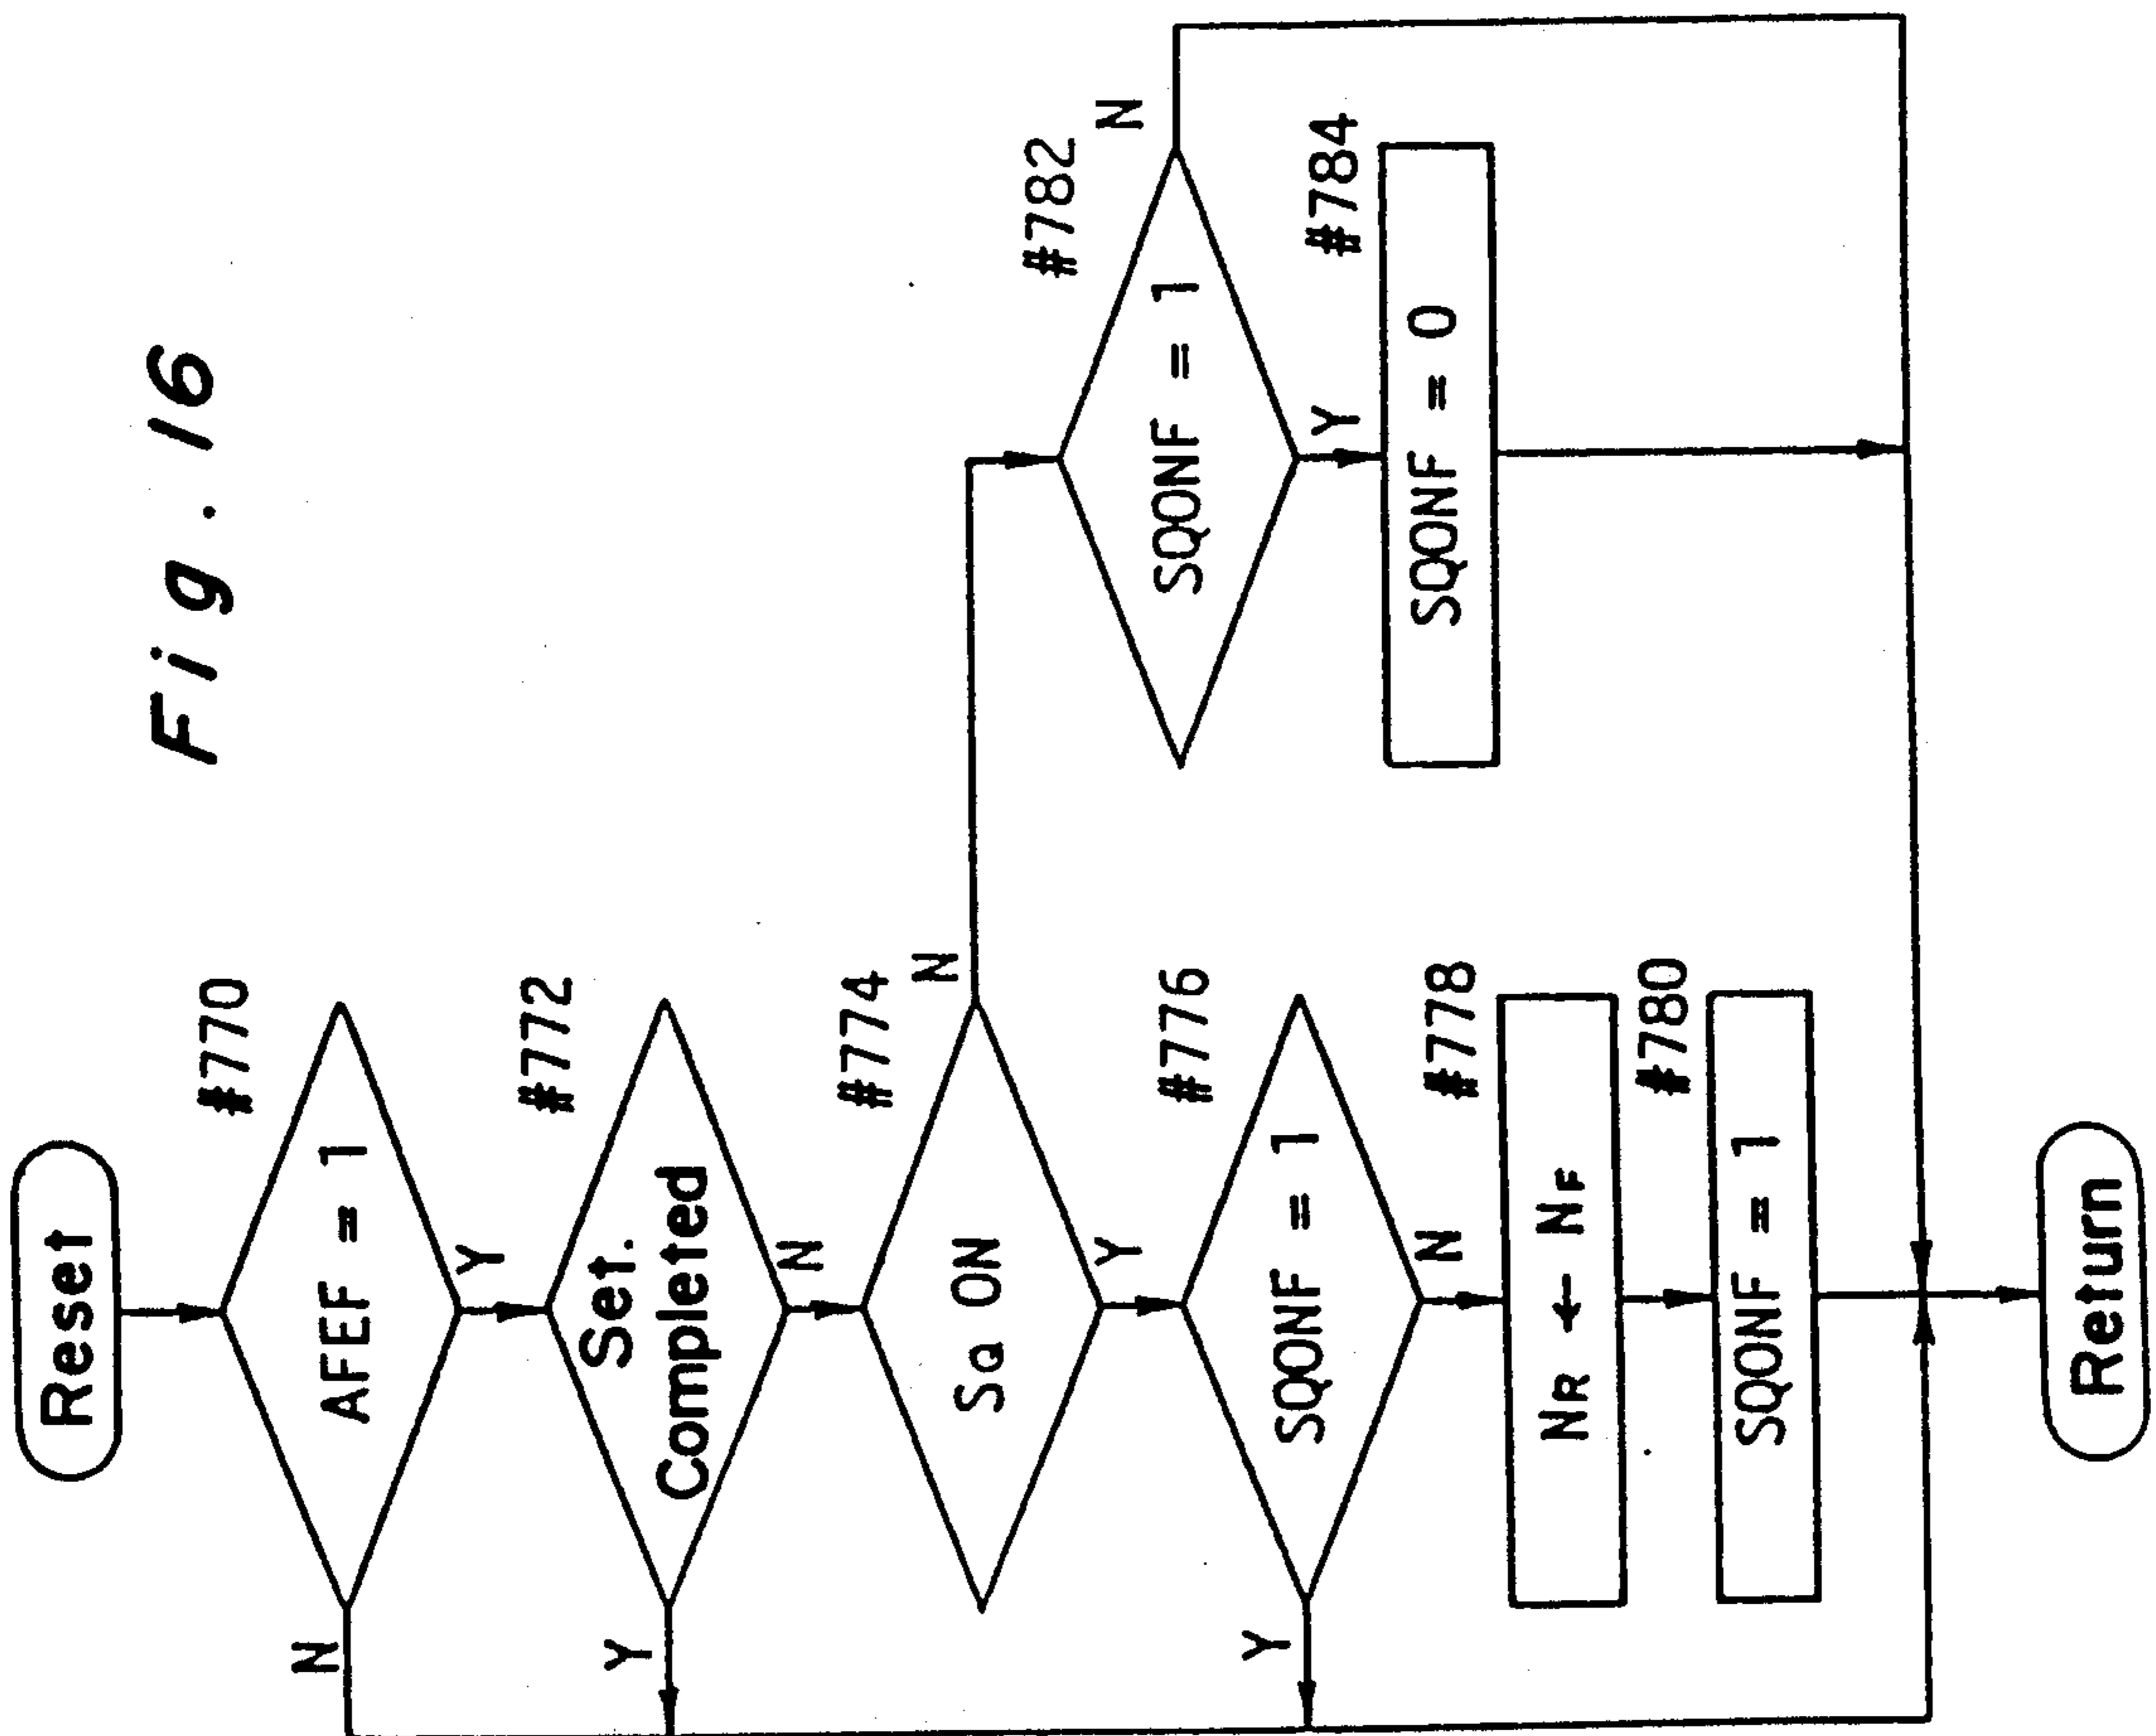 Fig. 16
Reset
#770
AFEF = 1
N
Y
#772
Set.
Completed
Y
N
#774
SQ ON
N
Y
#776
SQONF = 1
Y
N
#778
NR ← NF
#780
SQONF = 1
#782
SQONF = 1
N
Y
#784
SQONF = 0
Return